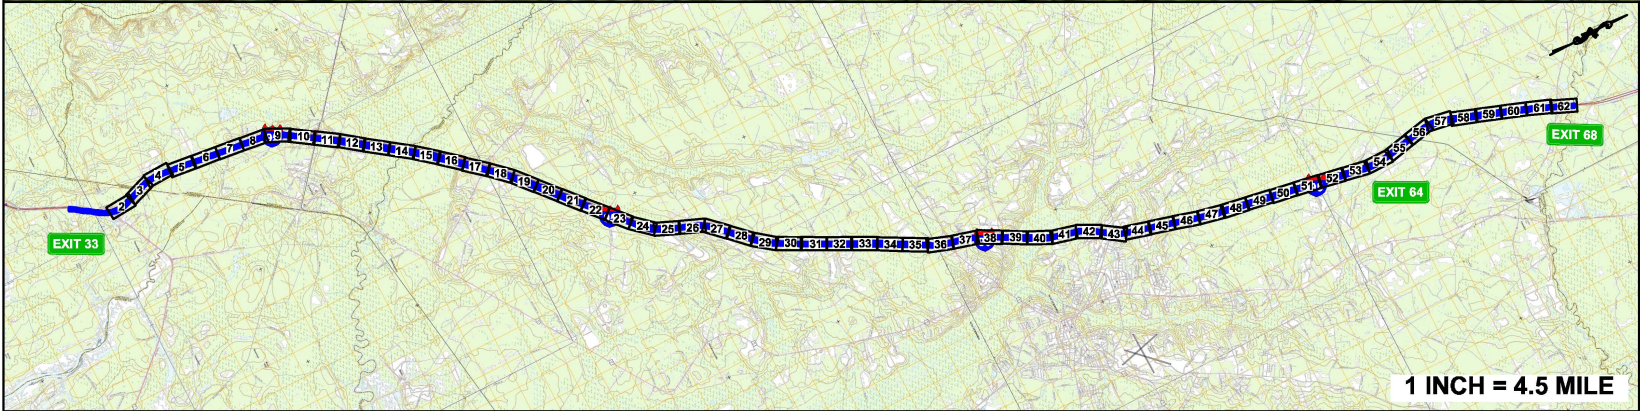 EXIT 33
2 3 4 5 6 7 8 9 10 11 12 13 14 15 16 17 18 19 20 21 22 23 24 25 26 27 28 29 30 31 32 33 34 35 36 37 38 39 40 41 42 43 44 45 46 47 48 49 50 51 52 53 54 55 56 57 58 59 60 61 62
EXIT 64
EXIT 68
1 INCH = 4.5 MILE